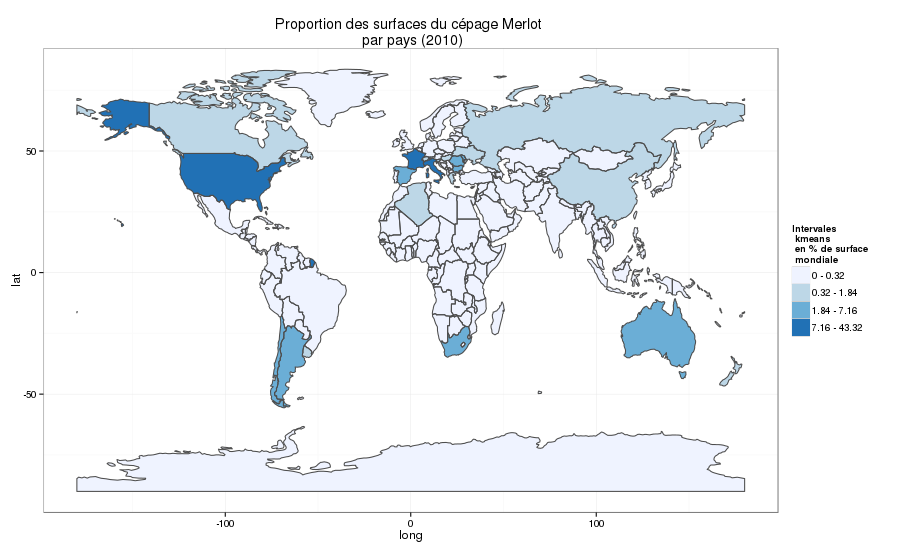 Proportion des surfaces du cépage Merlot
par pays (2010)
50
0
-50
lat
-100
0
100
long
Intervales
kmeans
en % de surface
mondiale
0 - 0.32
0.32 - 1.84
1.84 - 7.16
7.16 - 43.32